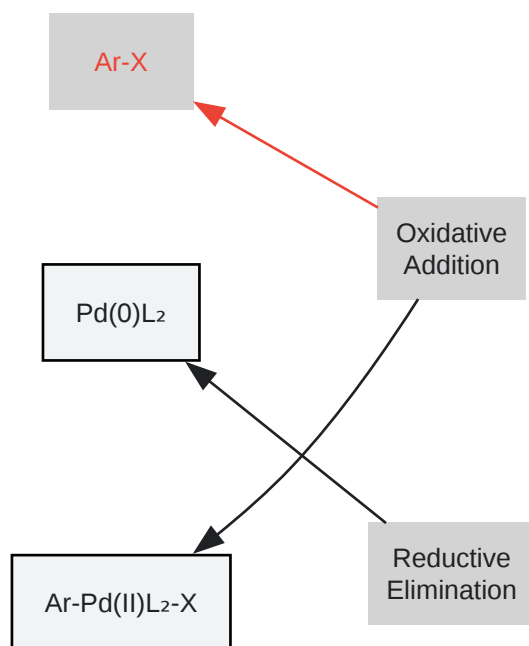 Ar-X
Oxidative
Addition
Pd(0)L₂
Reductive
Elimination
Ar-Pd(II)L₂-X